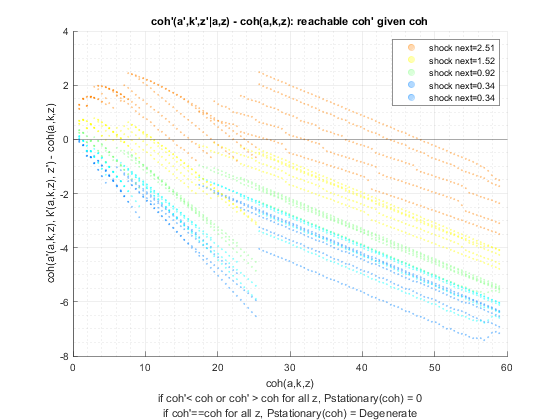 coh'(a',k',z'|a,z) - coh(a,k,z): reachable coh' given coh
coh'(a'(a,k,z), k'(a,k,z), z') - coh(a,k,z)
4
2
0
-2
-4
-6
-8
shock next=2.51
shock next=1.52
shock next=0.92
shock next=0.34
shock next=0.34
0
10
20
30
40
50
60
coh(a,k,z)
if coh'< coh or coh' > coh for all z, Pstationary(coh) = 0
if coh'==coh for all z, Pstationary(coh) = Degenerate